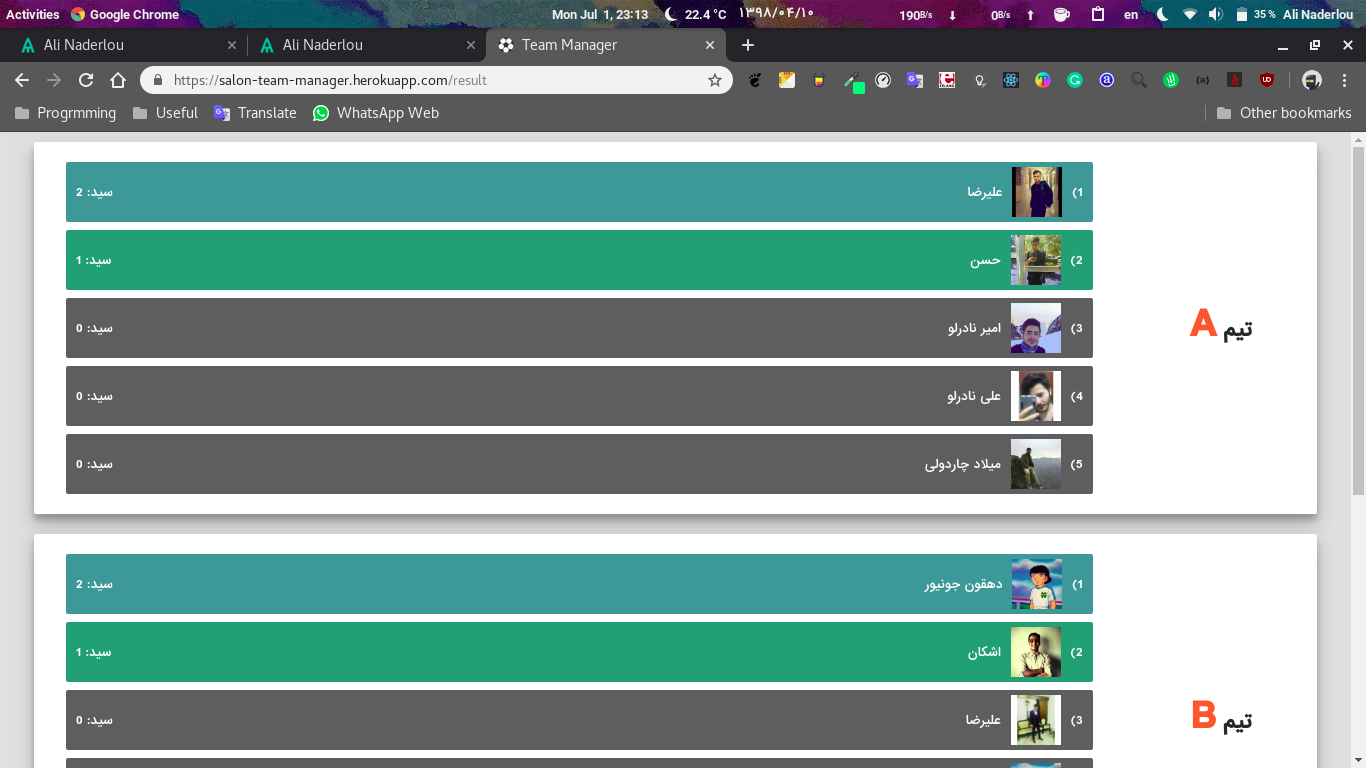 Activities Google Chrome Mon Jul 1, 23:13 22.4 °C ۱۳۹۸/۰۴/۱۰ 190B/s ↓ 0B/s ↑ en 35 % Ali Naderlou
Ali Naderlou Ali Naderlou Team Manager
https://salon-team-manager.herokuapp.com/result
Progrmming Useful Translate WhatsApp Web Other bookmarks
(1 علیرضا سید: 2
(2 حسن سید: 1
(3 امیر نادرلو سید: 0
تیم A
(4 علی نادرلو سید: 0
(5 میلاد چاردولی سید: 0
(1 دهقون جونیور سید: 2
(2 اشکان سید: 1
(3 علیرضا سید: 0
تیم B